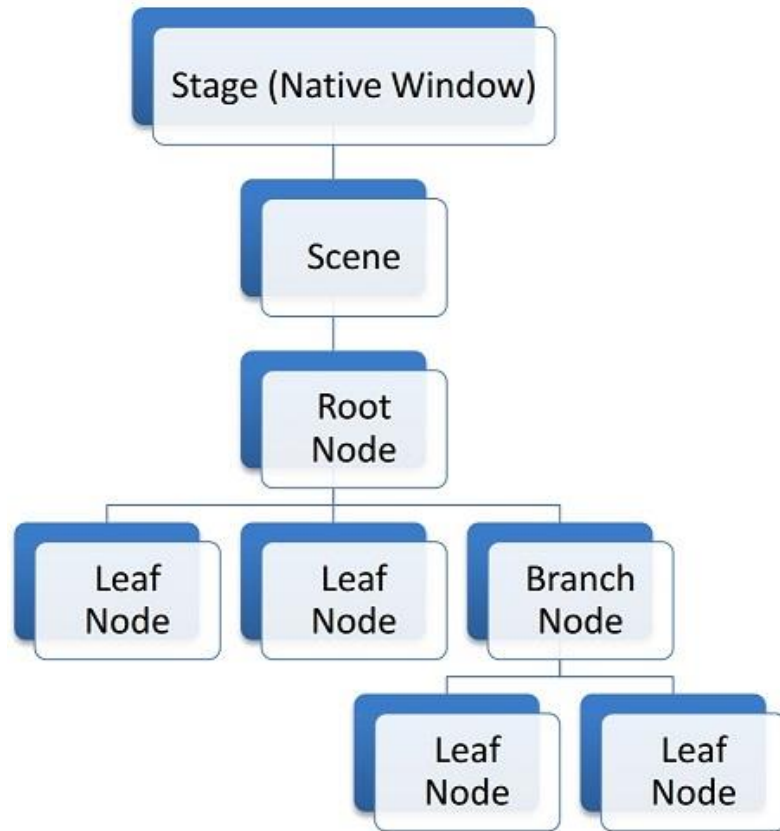 Stage (Native Window)
Scene
Root
Node
Leaf
Node
Leaf
Node
Branch
Node
Leaf
Node
Leaf
Node